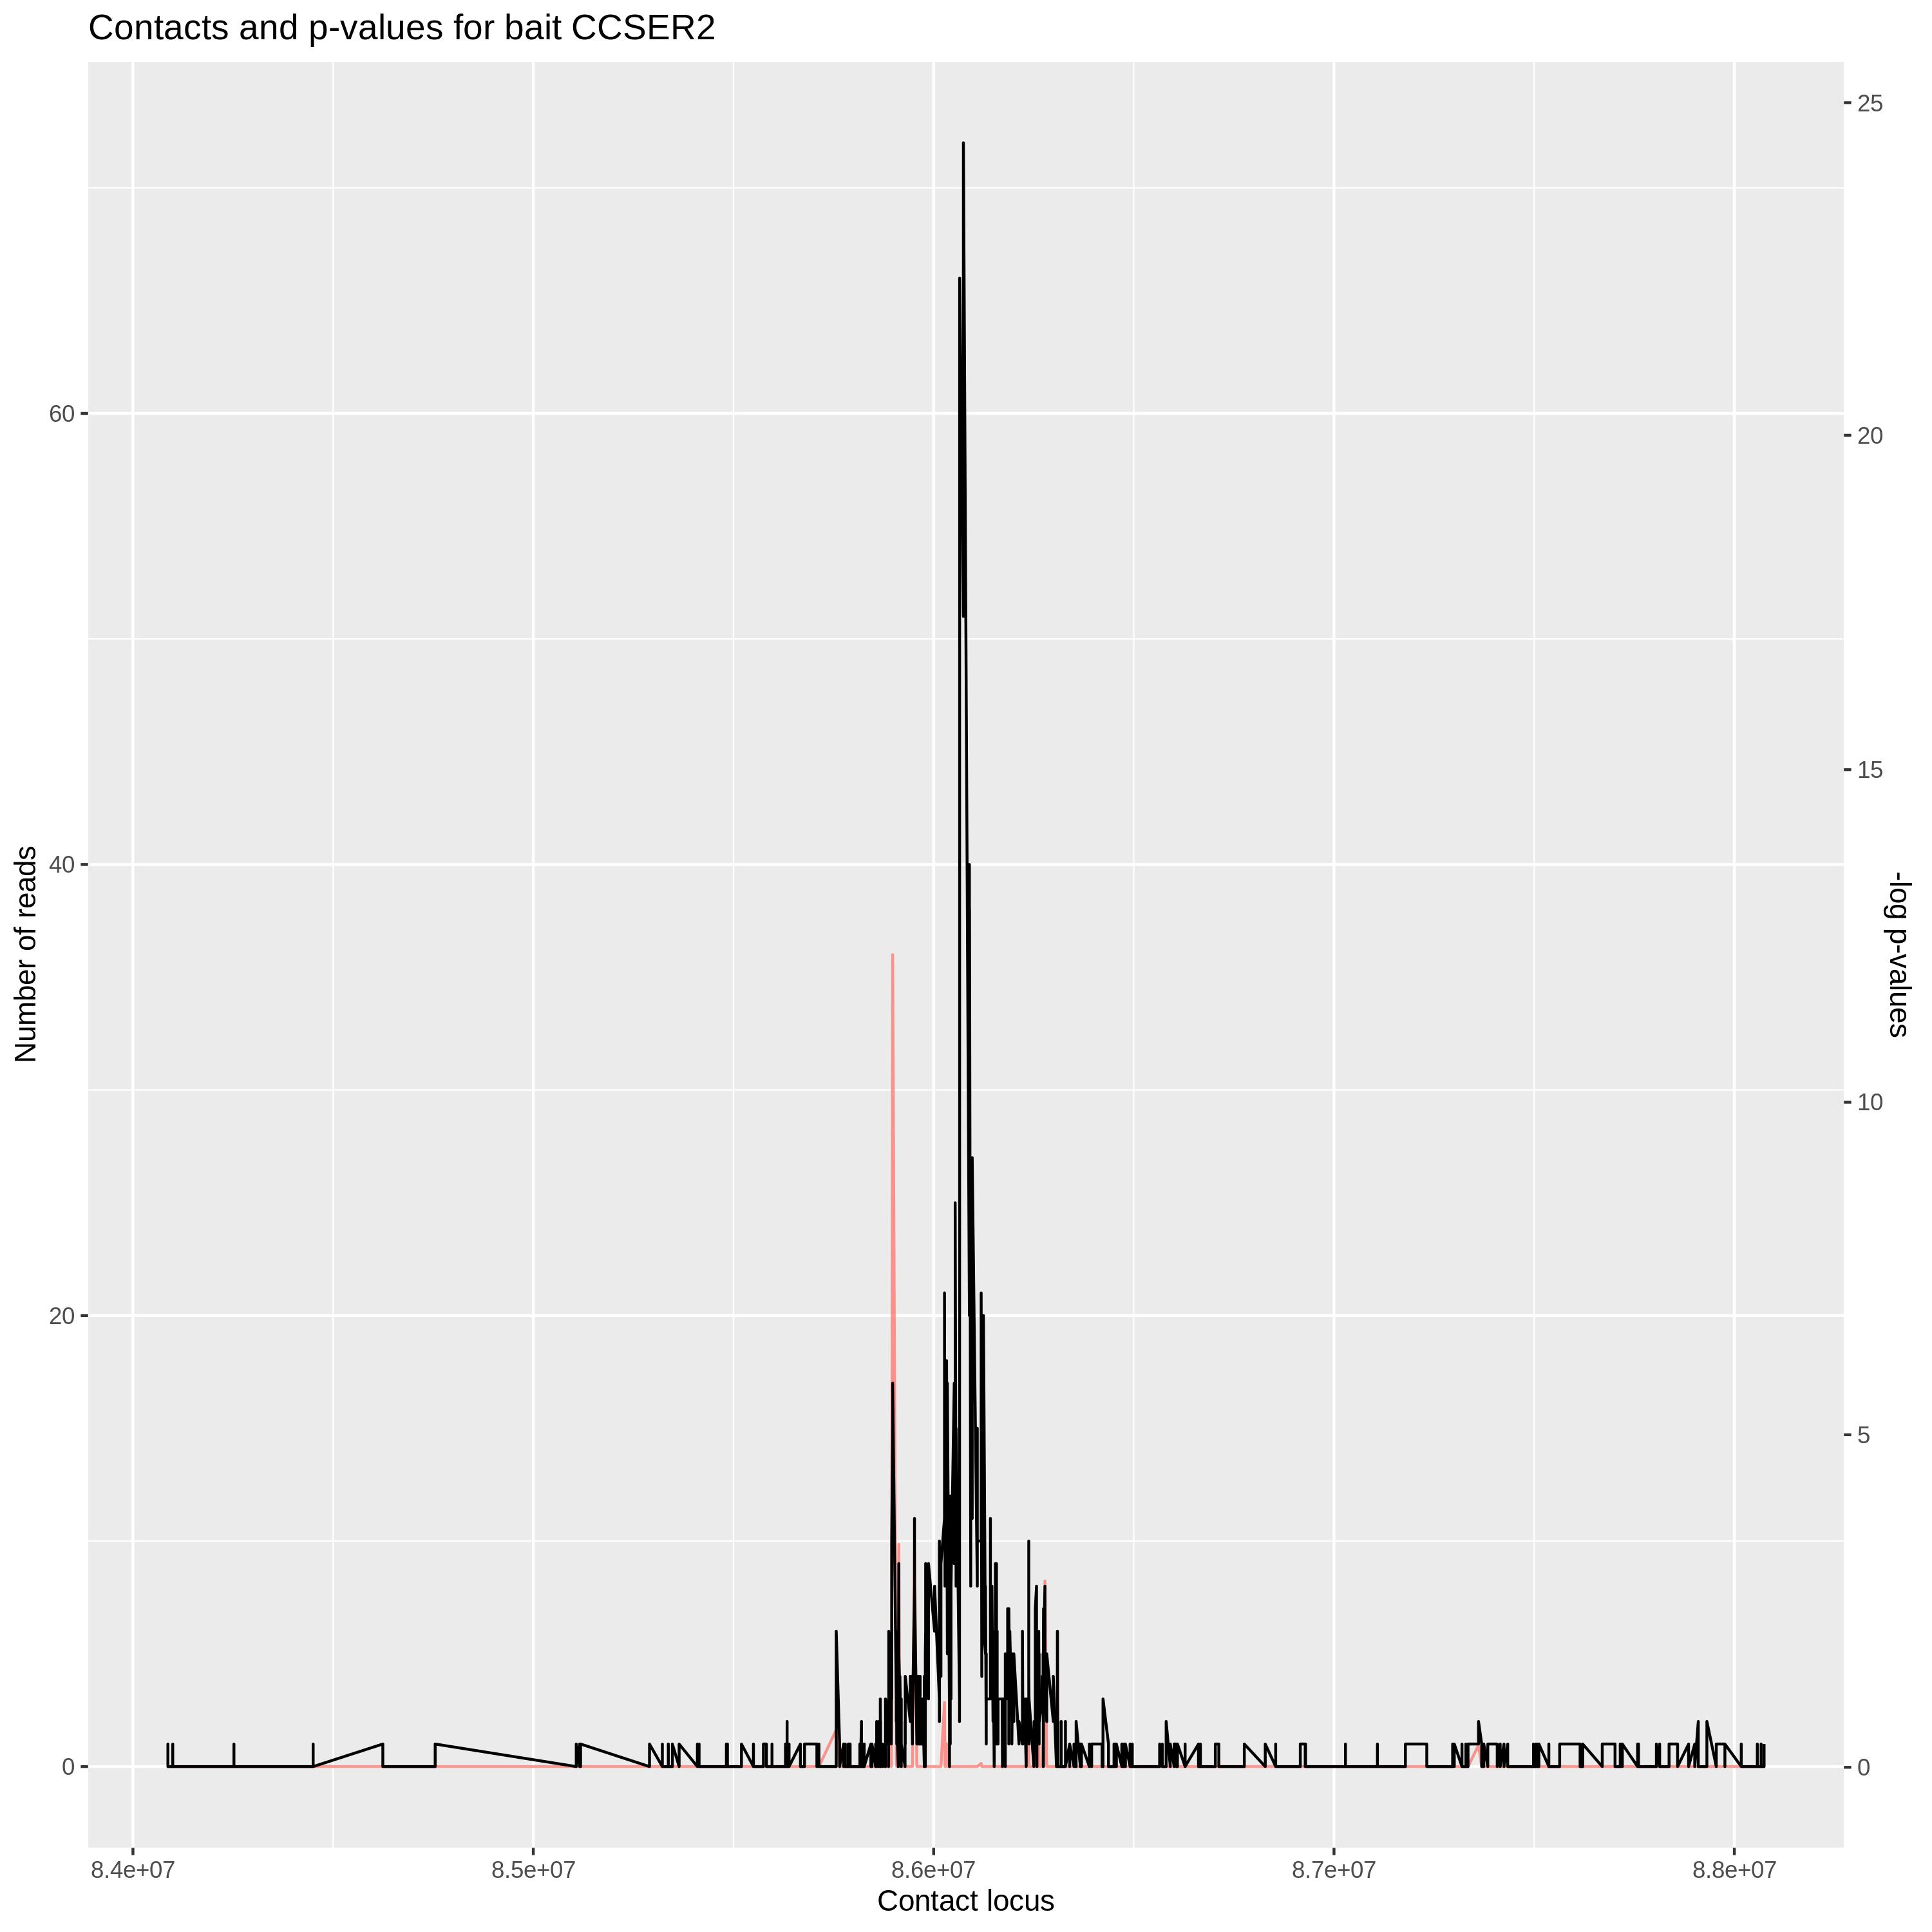 Contacts and p-values for bait CCSER2
Number of reads
60
40
20
0
25
20
15
10
5
0
-log p-values
8.4e+07
8.5e+07
8.6e+07
8.7e+07
8.8e+07
Contact locus